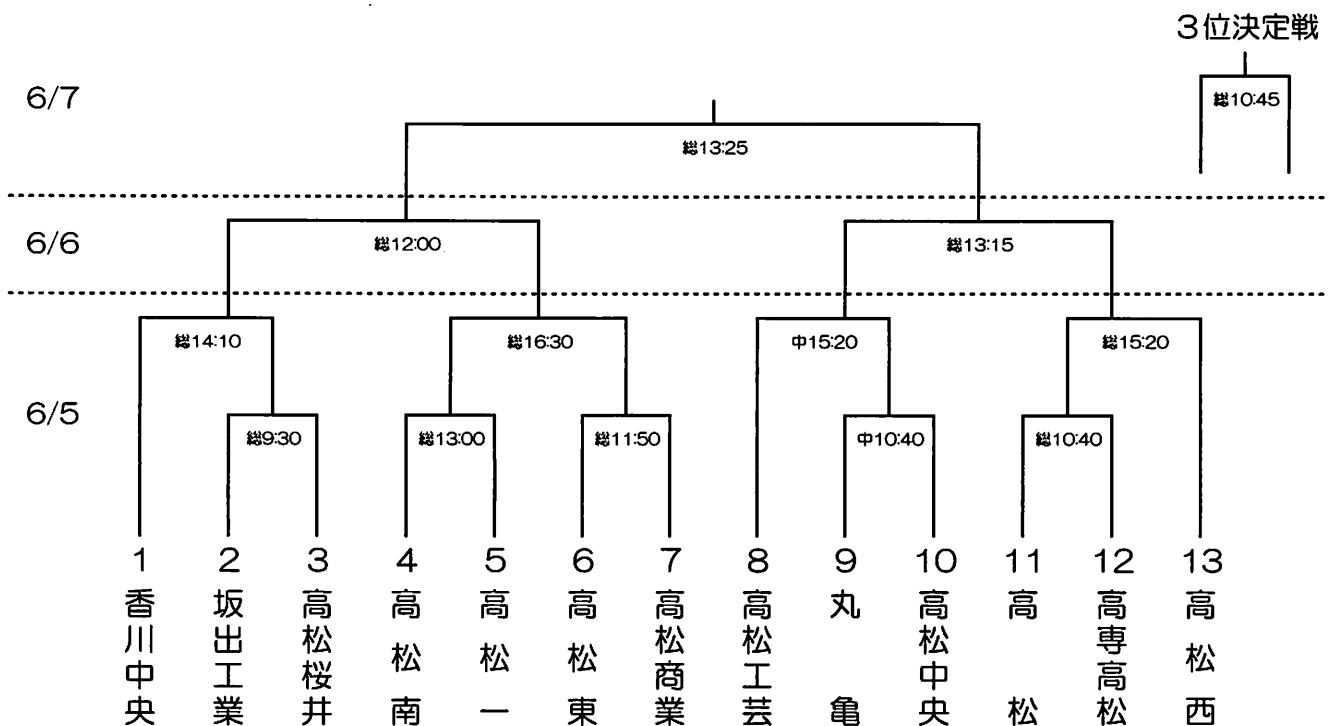 3位決定戦
6/7
総10:45
総13:25
6/6
総12:00
総13:15
総14:10
総16:30
中15:20
総15:20
6/5
総9:30
総13:00
総11:50
中10:40
総10:40
1 香川中央
2 坂出工業
3 高松桜井
4 高松南
5 高松一
6 高松東
7 高松商業
8 高松工芸
9 丸亀
10 高松中央
11 高松
12 高専高松
13 高松西